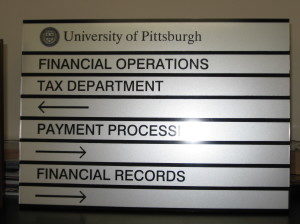 University of Pittsburgh
FINANCIAL OPERATIONS
TAX DEPARTMENT
←
PAYMENT PROCESSI
→
FINANCIAL RECORDS
→